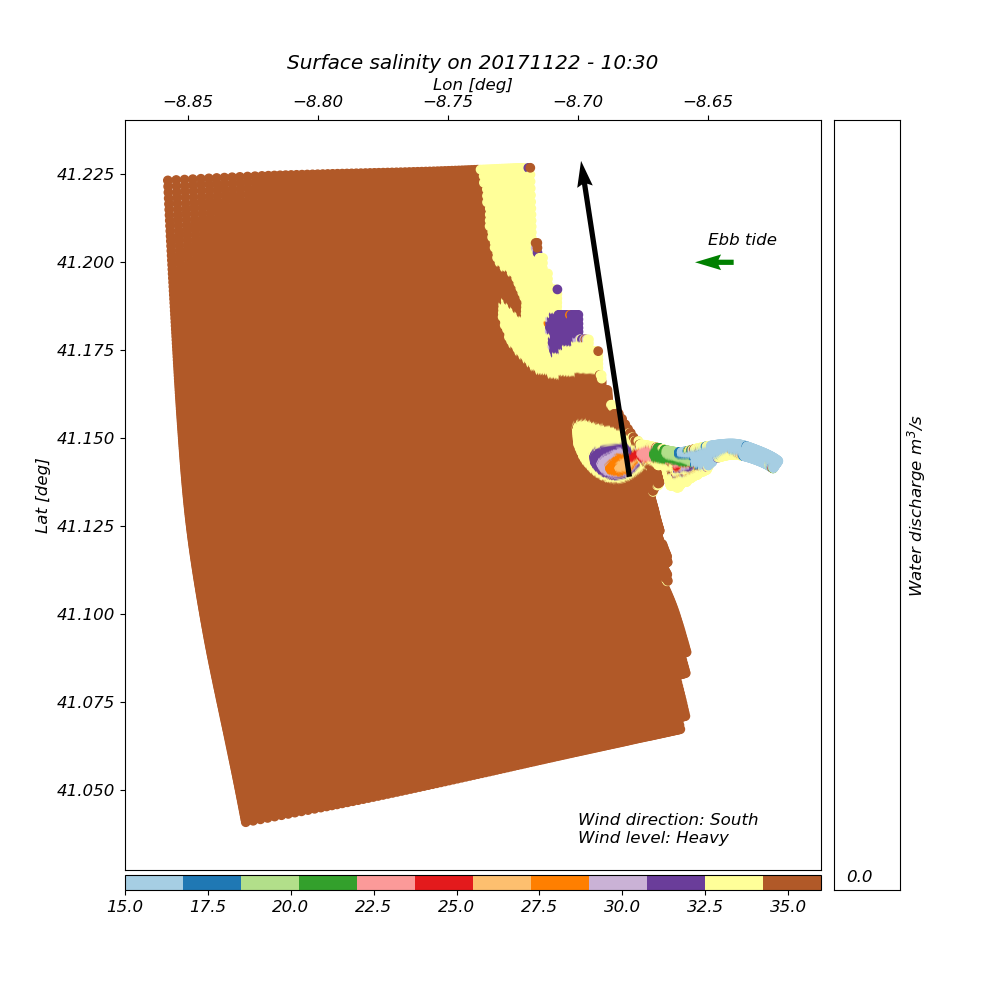 Surface salinity on 20171122 - 10:30
Lon [deg]
−8.85 −8.80 −8.75 −8.70 −8.65
41.225
Ebb tide
41.200
41.175
41.150
Water discharge m³/s
Lat [deg]
41.125
41.100
41.075
41.050
Wind direction: South
Wind level: Heavy
0.0
15.0 17.5 20.0 22.5 25.0 27.5 30.0 32.5 35.0